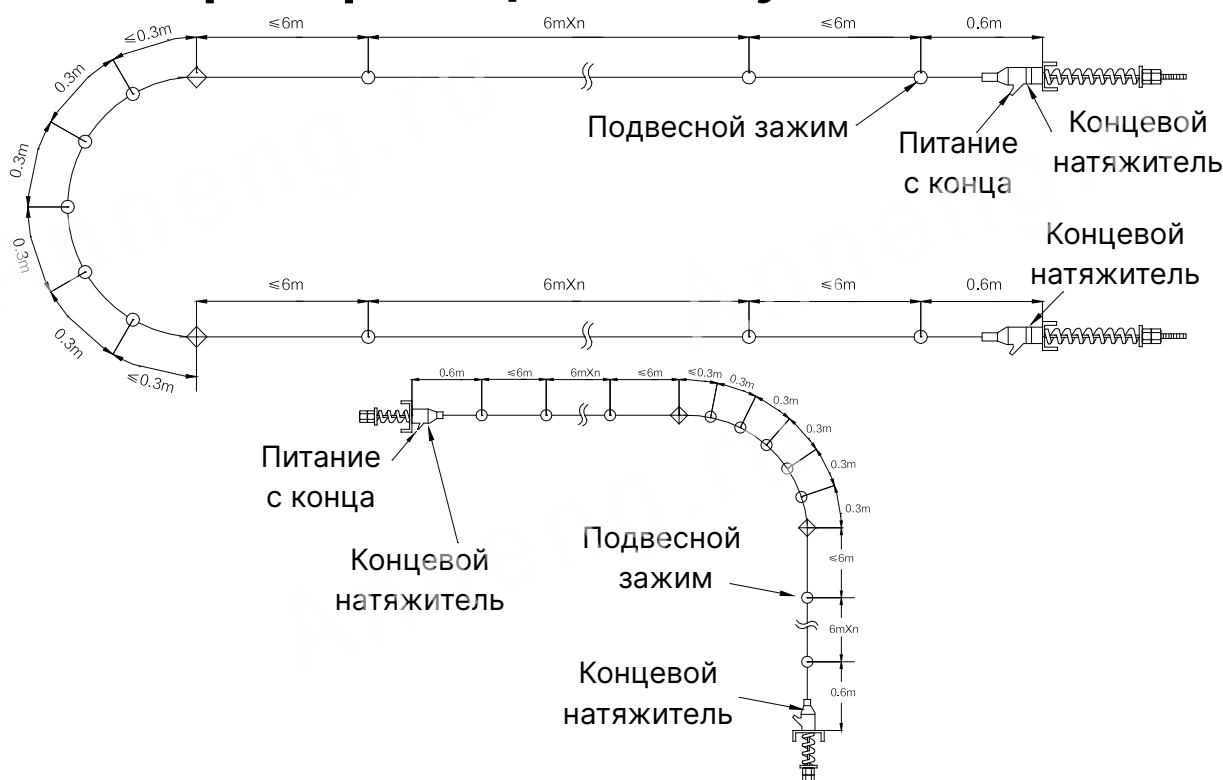 ≤0.3m
≤6m
6mXn
≤6m
0.6m
0.3m
0.3m
0.3m
0.3m
≤0.3m
Подвесной зажим
Питание
с конца
Концевой
натяжитель
Концевой
натяжитель
≤6m
6mXn
≤6m
0.6m
0.6m
≤6m
6mXn
≤6m
≤0.3m
0.3m
0.3m
0.3m
0.3m
0.3m
Питание
с конца
Концевой
натяжитель
Подвесной
зажим
≤6m
6mXn
0.6m
Концевой
натяжитель
Anneng.ru